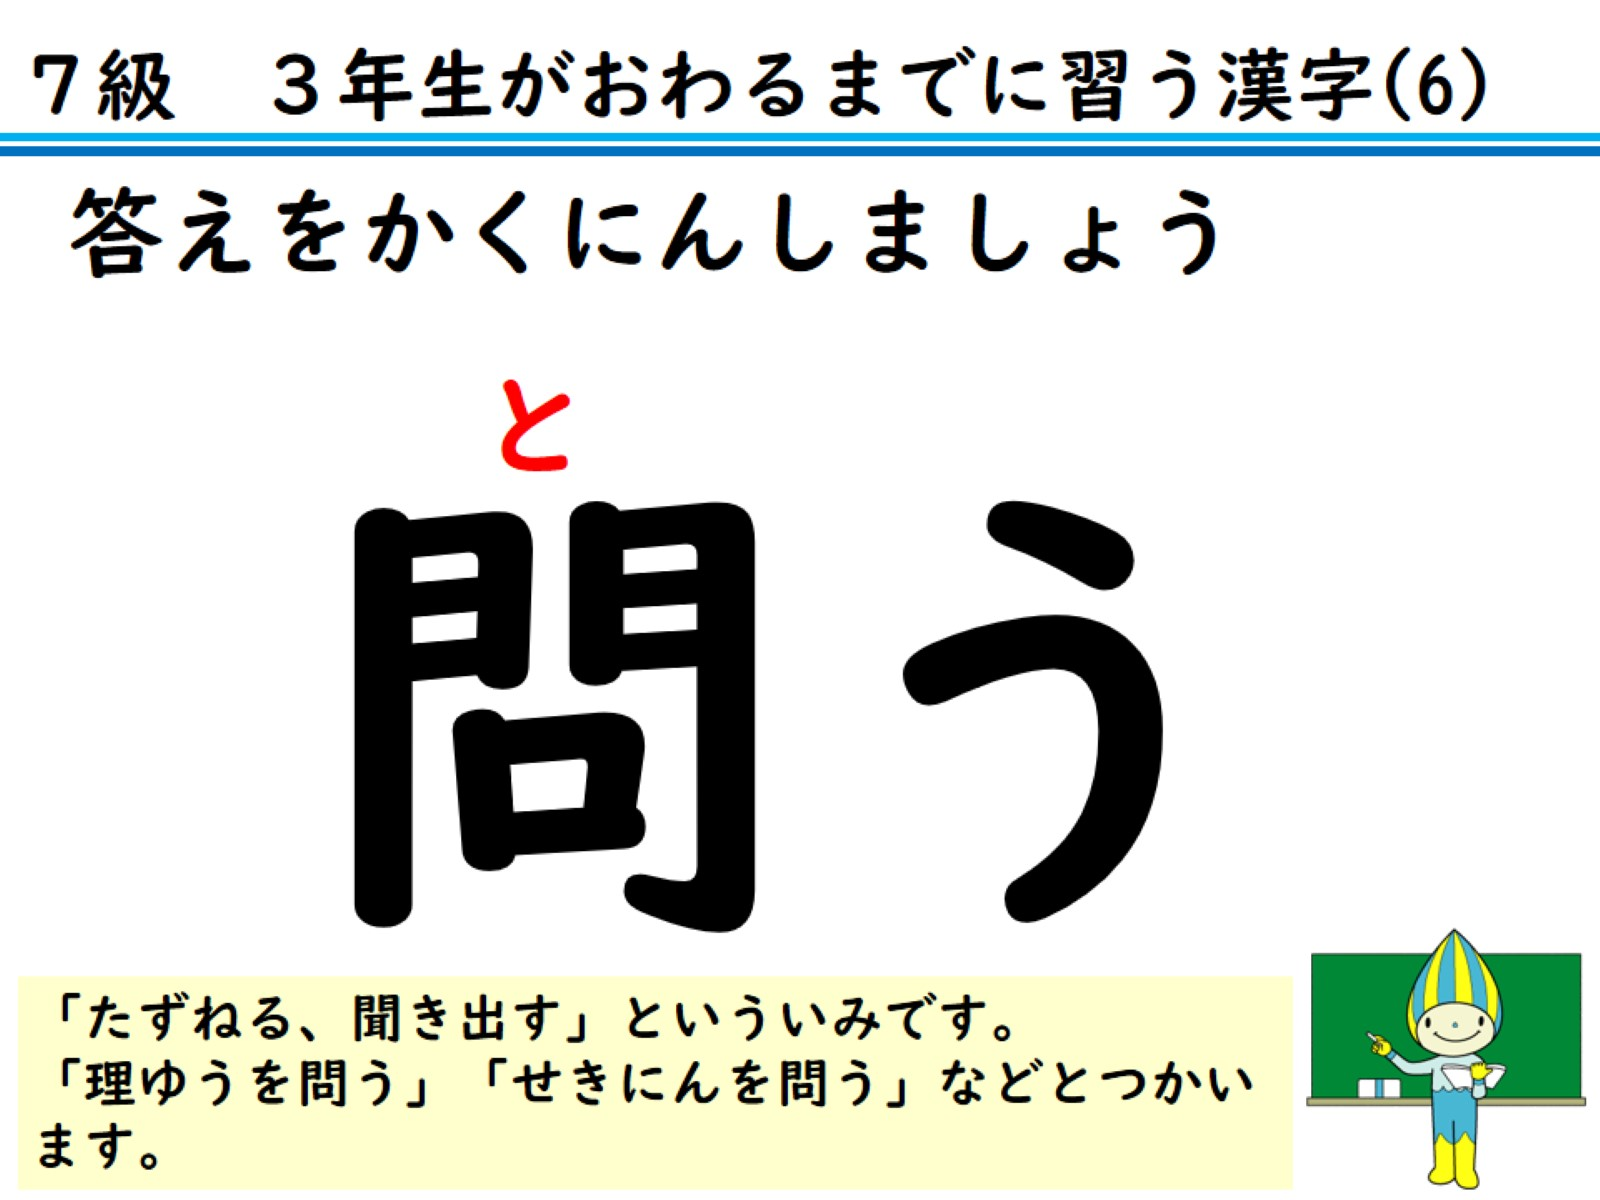 ７級　３年生がおわるまでに習う漢字(6)
答えをかくにんしましょう
と
問う
「たずねる、聞き出す」といういみです。
「理ゆうを問う」「せきにんを問う」などとつかい
ます。